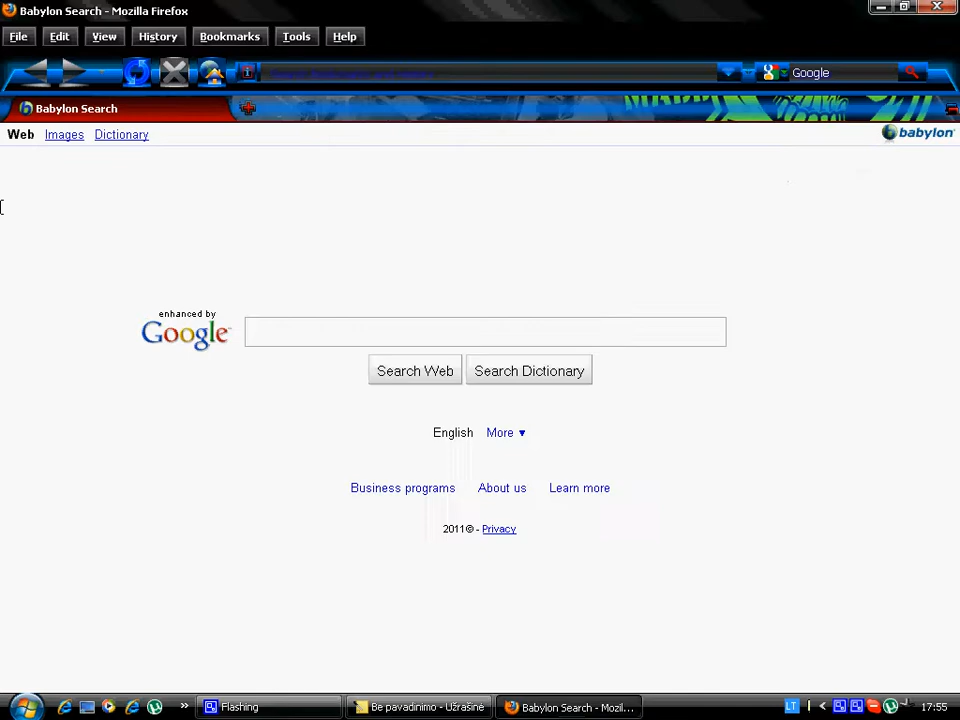 Babylon Search - Mozilla Firefox
File Edit View History Bookmarks Tools Help
Google
Babylon Search
Web Images Dictionary
babylon
enhanced by
Google
Search Web Search Dictionary
English More ▼
Business programs About us Learn more
2011© - Privacy
Flashing Be pavadinimo - Užrašinė Babylon Search - Mozil... LT 17:55